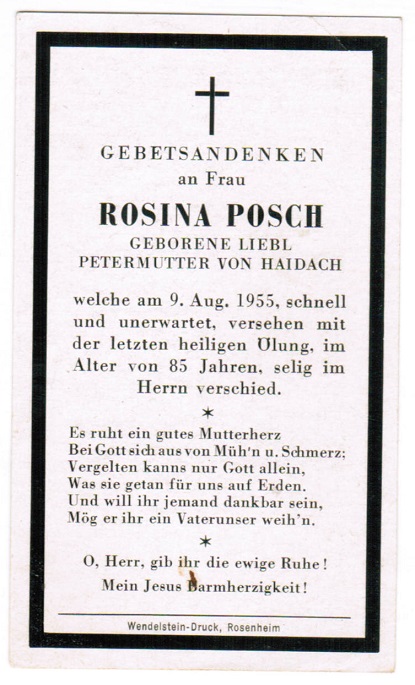 GEBETSANDENKEN
an Frau
ROSINA POSCH
GEBORENE LIEBL
PETERMUTTER VON HAIDACH
welche am 9. Aug. 1955, schnell
und unerwartet, versehen mit
der letzten heiligen Ölung, im
Alter von 85 Jahren, selig im
Herrn verschied.
*
Es ruht ein gutes Mutterherz
Bei Gott sich aus von Müh'n u. Schmerz;
Vergelten kanns nur Gott allein,
Was sie getan für uns auf Erden.
Und will ihr jemand dankbar sein,
Mög er ihr ein Vaterunser weih'n.
*
O, Herr, gib ihr die ewige Ruhe!
Mein Jesus Barmherzigkeit!
Wendelstein-Druck, Rosenheim